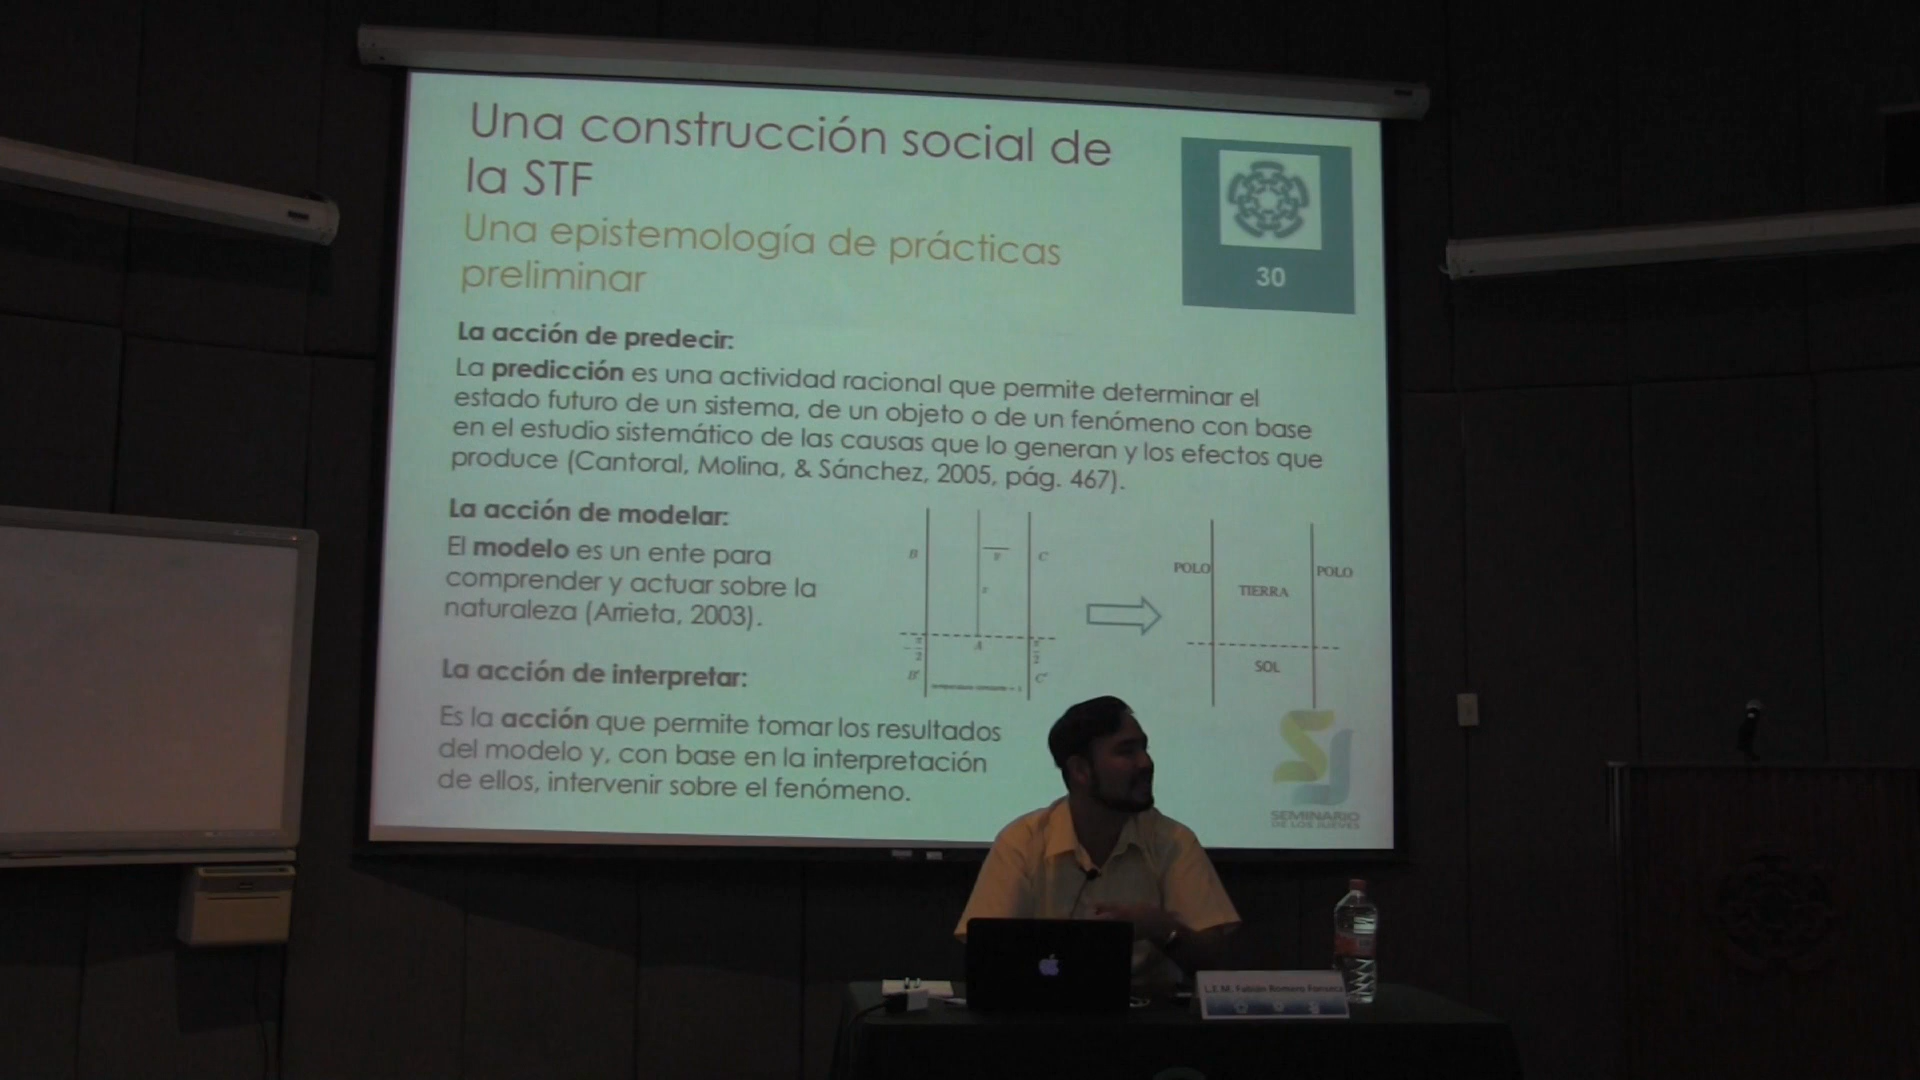 Una construcción social de
la STF
Una epistemología de prácticas
preliminar
30
La acción de predecir:
La predicción es una actividad racional que permite determinar el
estado futuro de un sistema, de un objeto o de un fenómeno con base
en el estudio sistemático de las causas que lo generan y los efectos que
produce (Cantoral, Molina, & Sánchez, 2005, pág. 467).
La acción de modelar:
El modelo es un ente para
comprender y actuar sobre la
naturaleza (Arrieta, 2003).
B
C
A
B'
C'
POLO
TIERRA
POLO
SOL
La acción de interpretar:
Es la acción que permite tomar los resultados
del modelo y, con base en la interpretación
de ellos, intervenir sobre el fenómeno.
SEMINARIO
DE LOS JUEVES
L.E.M. Fabián Romero Fonseca